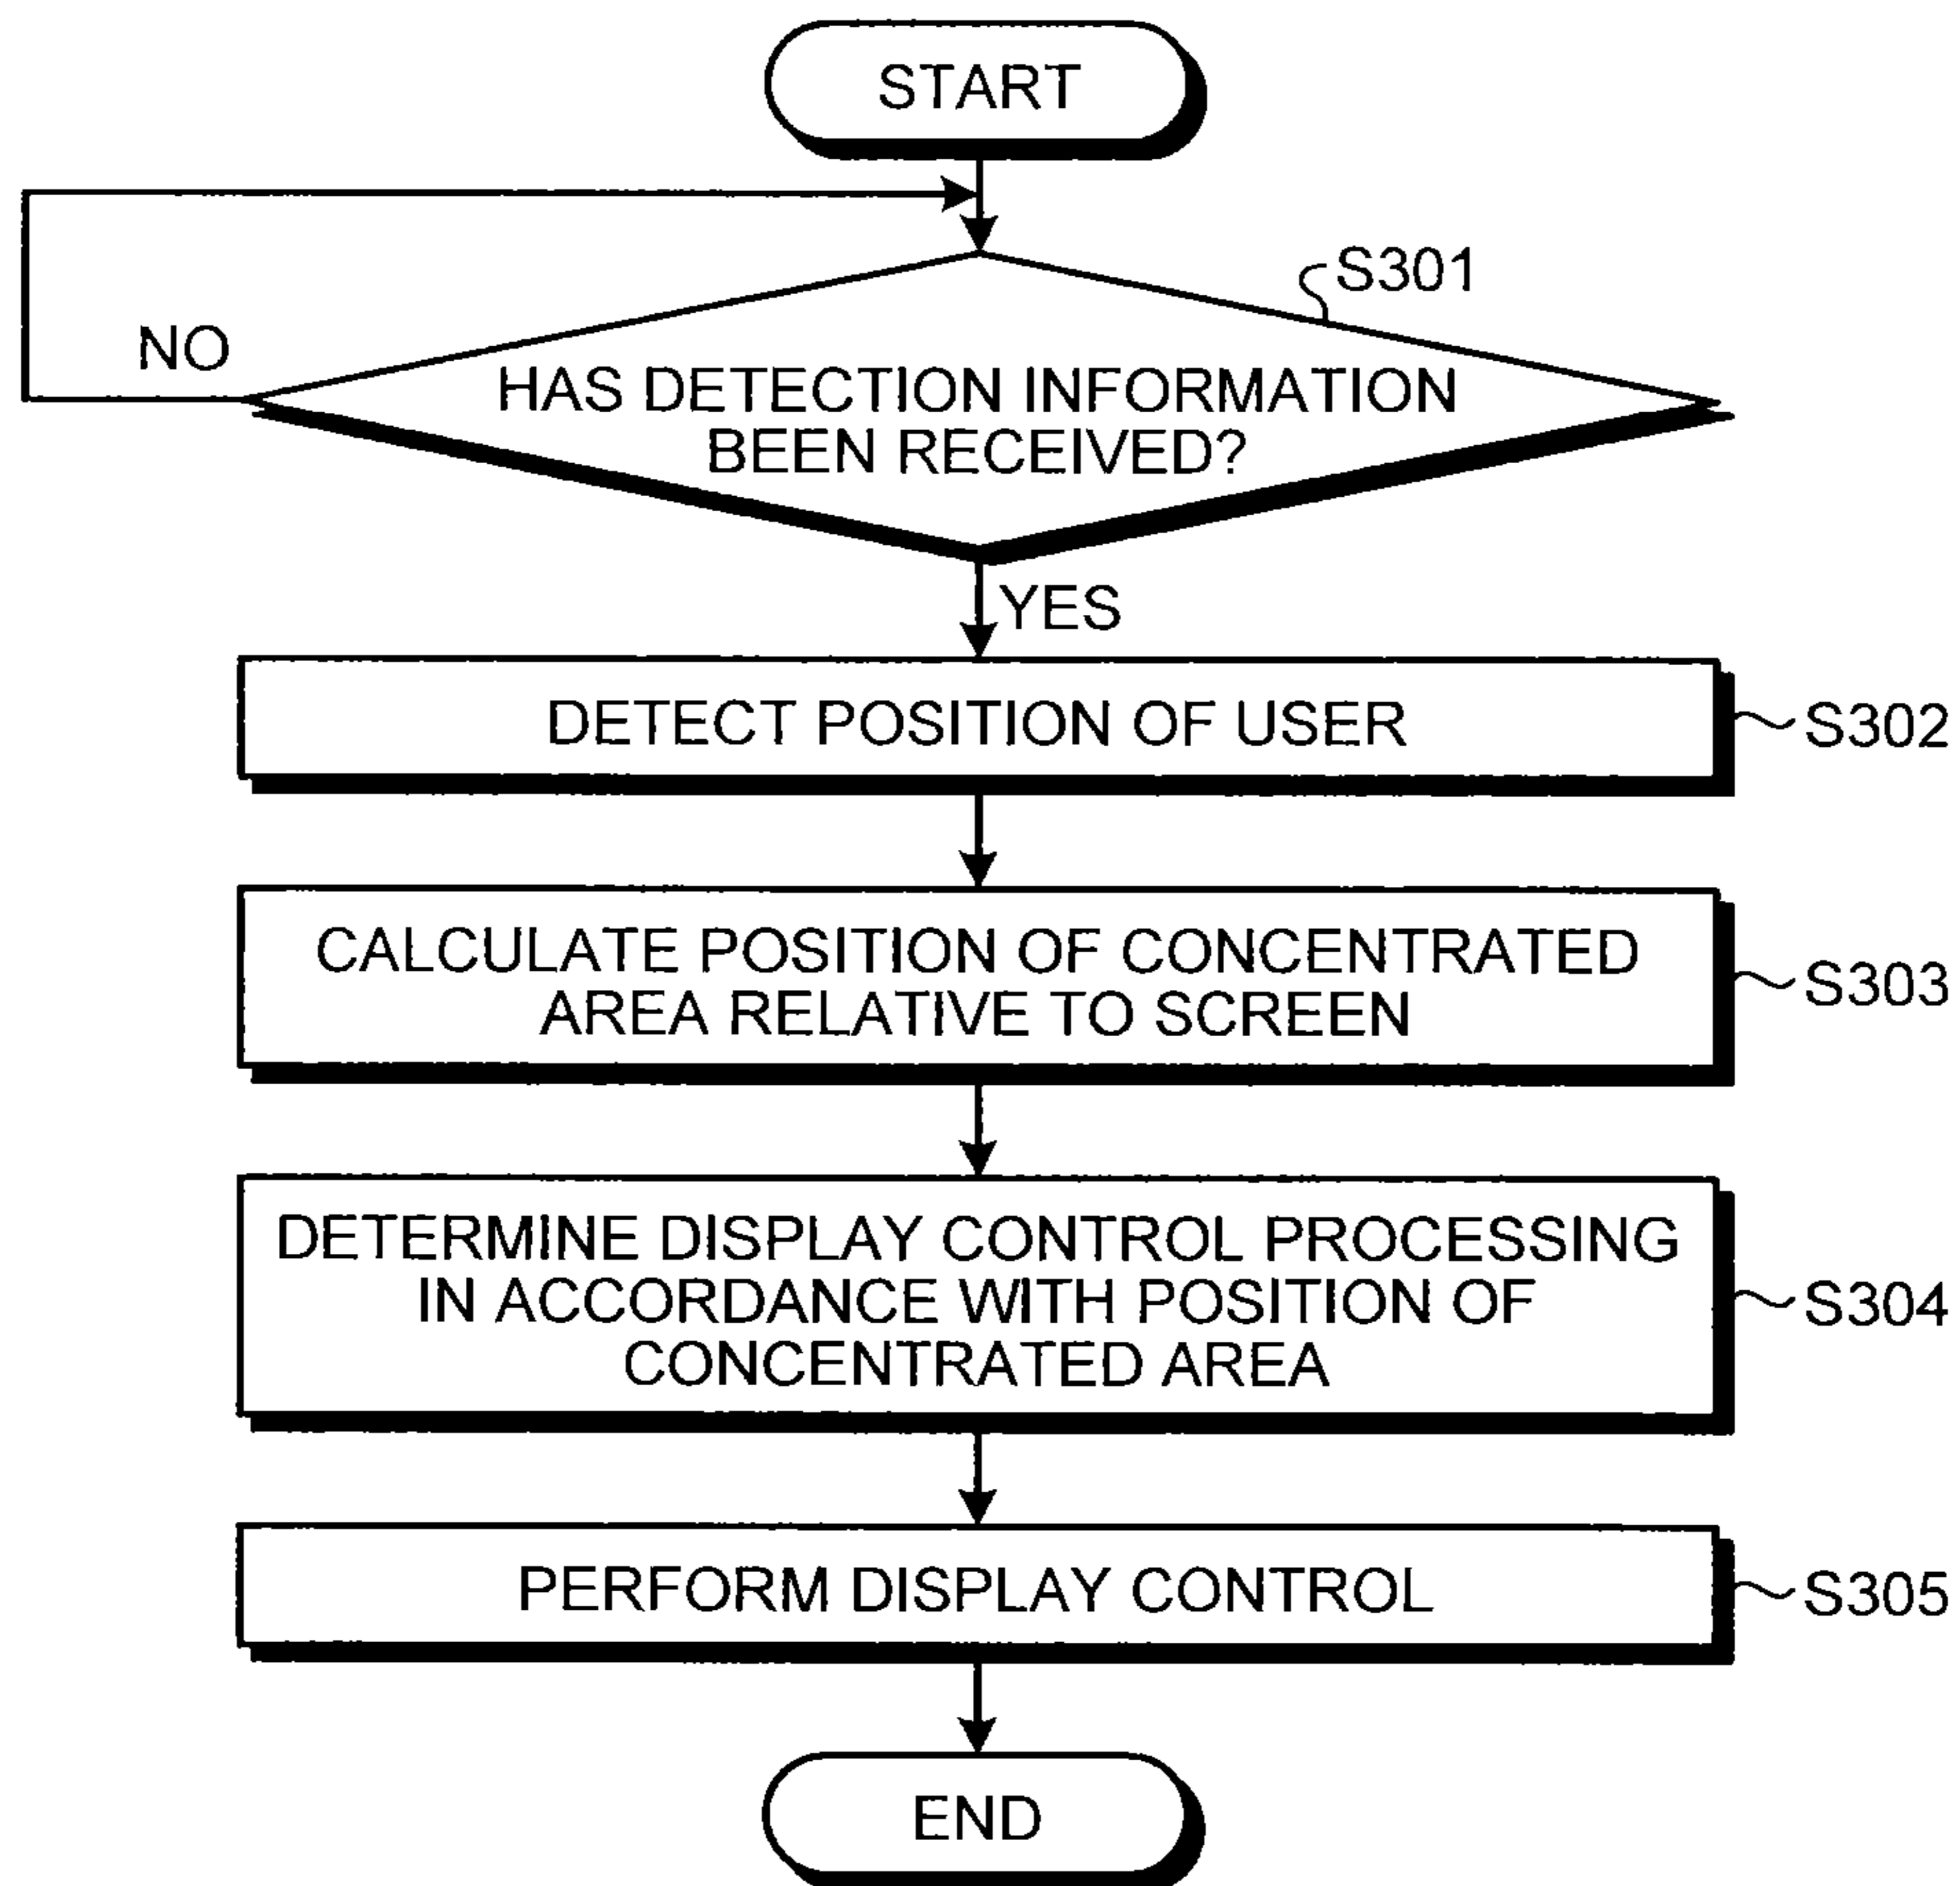 START
S301
NO
HAS DETECTION INFORMATION
BEEN RECEIVED?
YES
DETECT POSITION OF USER
S302
CALCULATE POSITION OF CONCENTRATED
AREA RELATIVE TO SCREEN
S303
DETERMINE DISPLAY CONTROL PROCESSING
IN ACCORDANCE WITH POSITION OF
CONCENTRATED AREA
S304
PERFORM DISPLAY CONTROL
S305
END